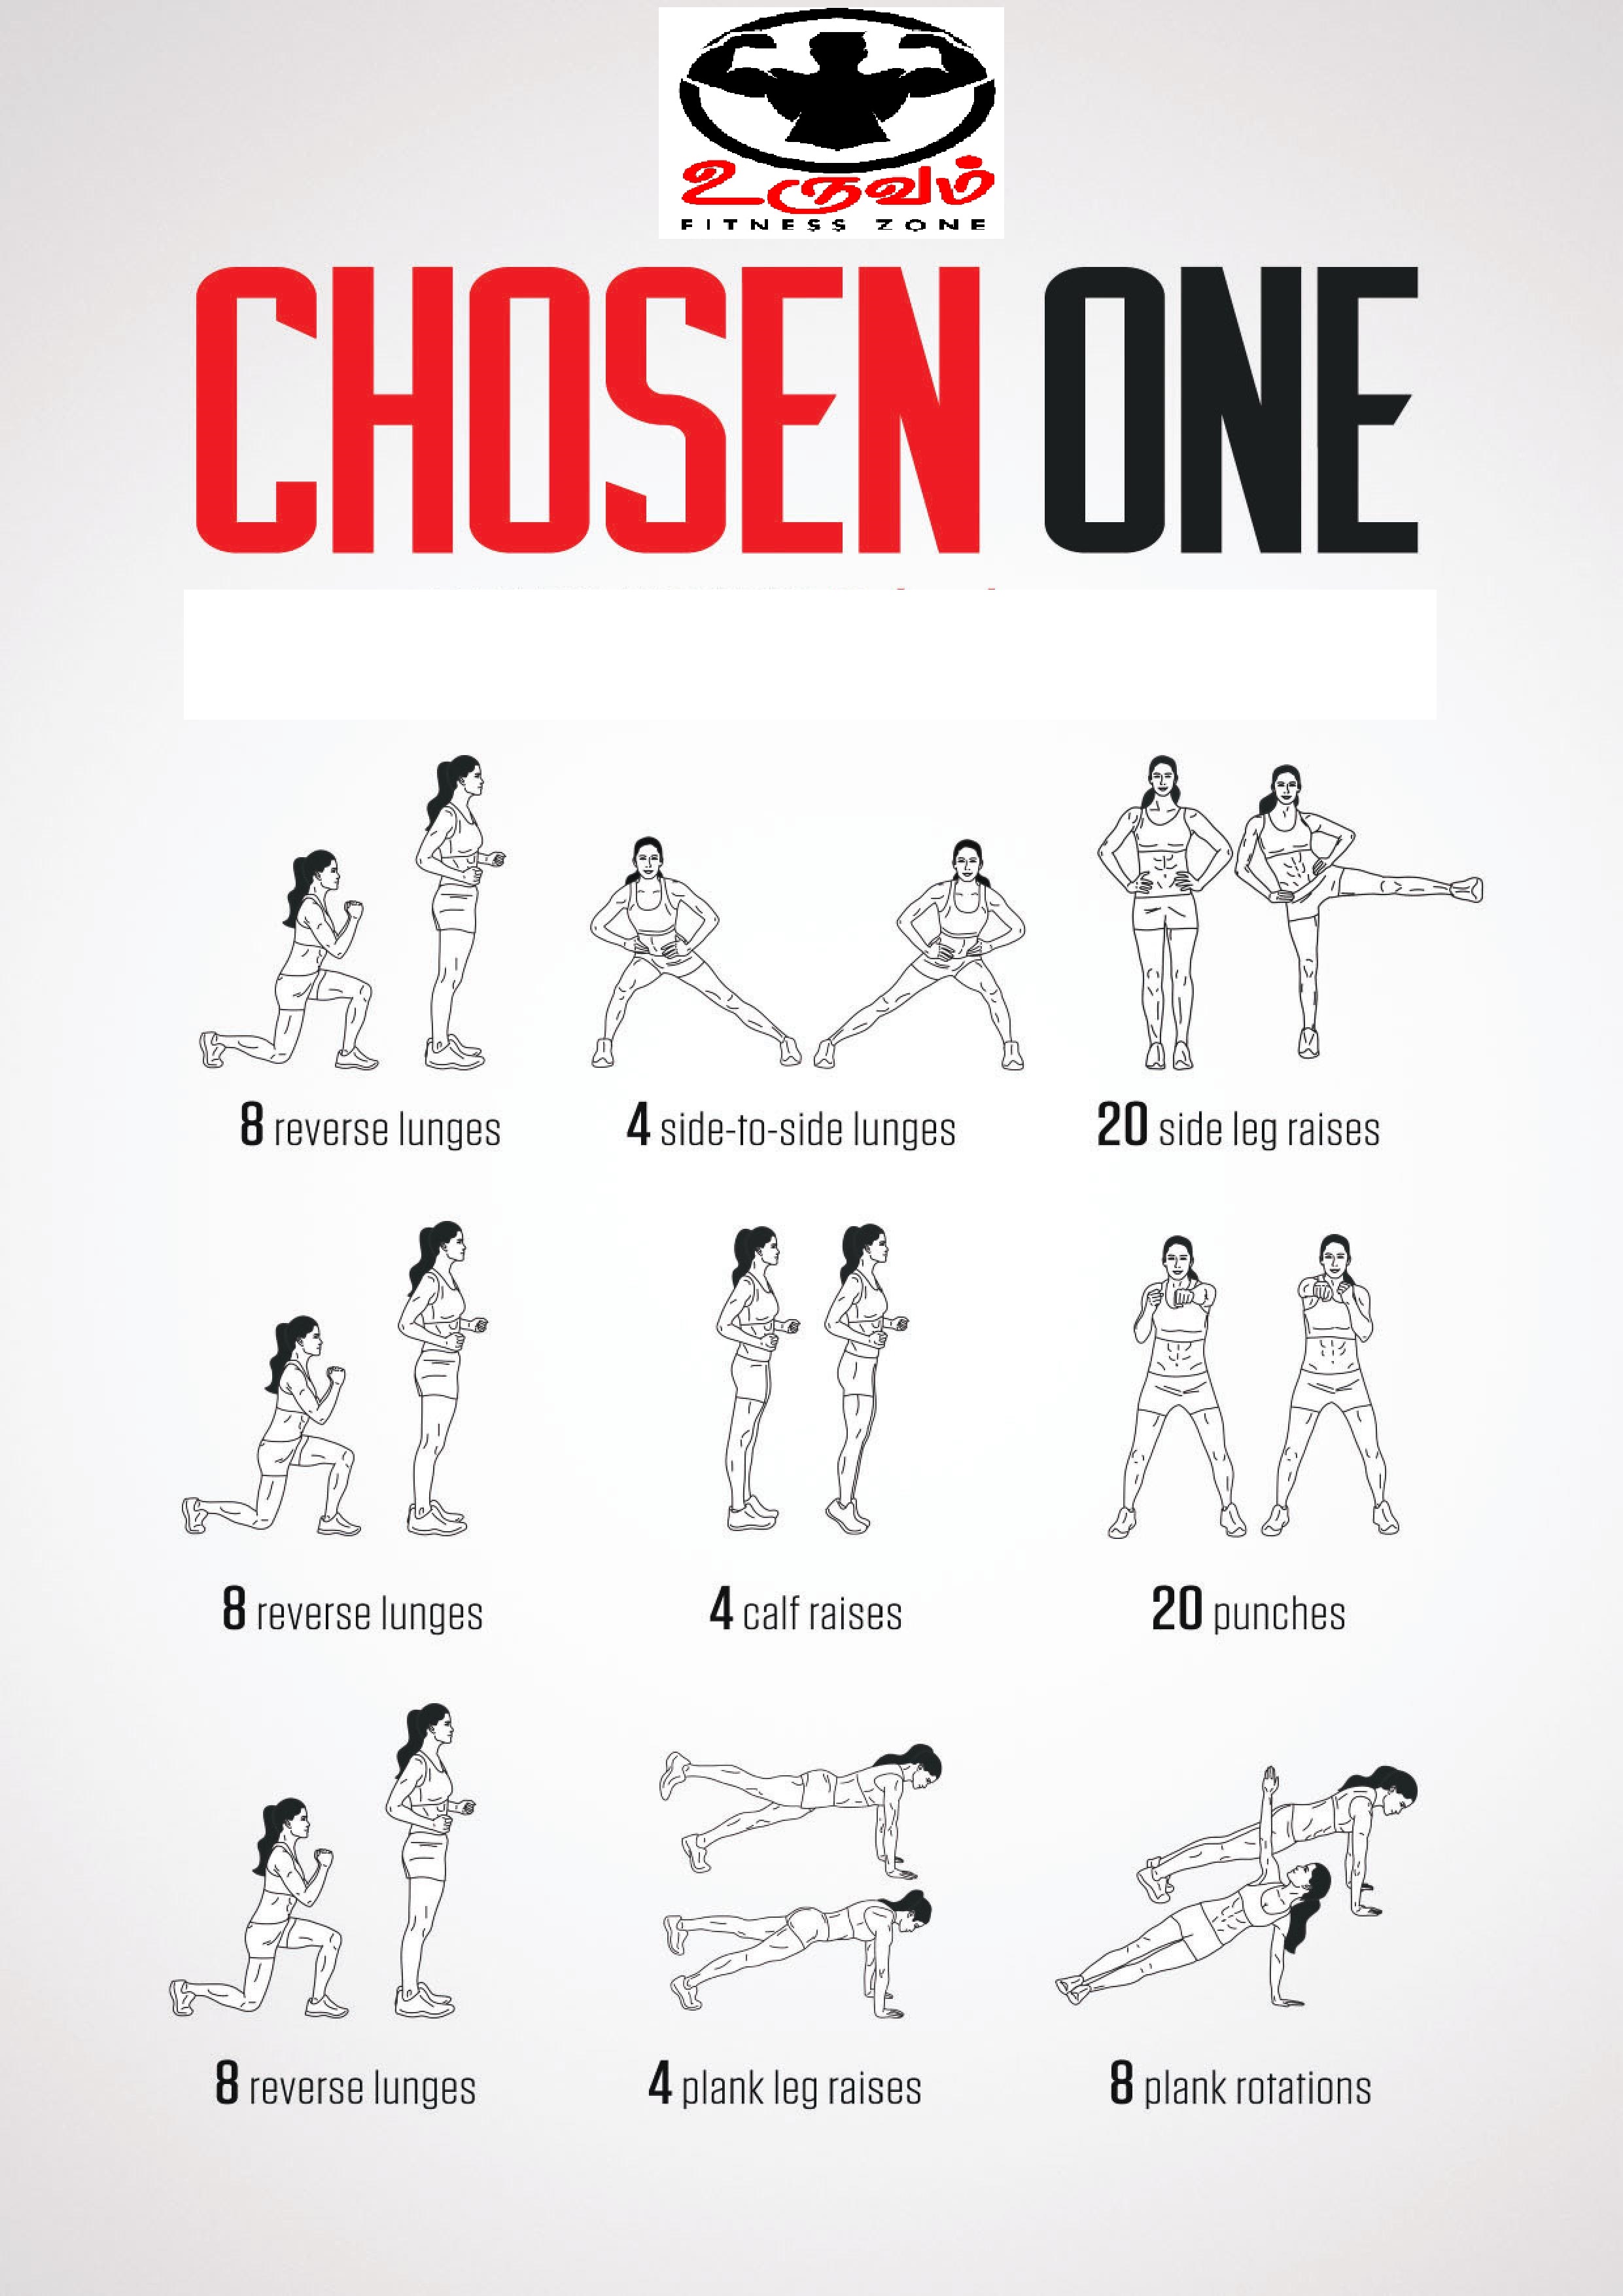 உருவம்
FITNESS ZONE
CHOSEN ONE
8 reverse lunges
4 side-to-side lunges
20 side leg raises
8 reverse lunges
4 calf raises
20 punches
8 reverse lunges
4 plank leg raises
8 plank rotations